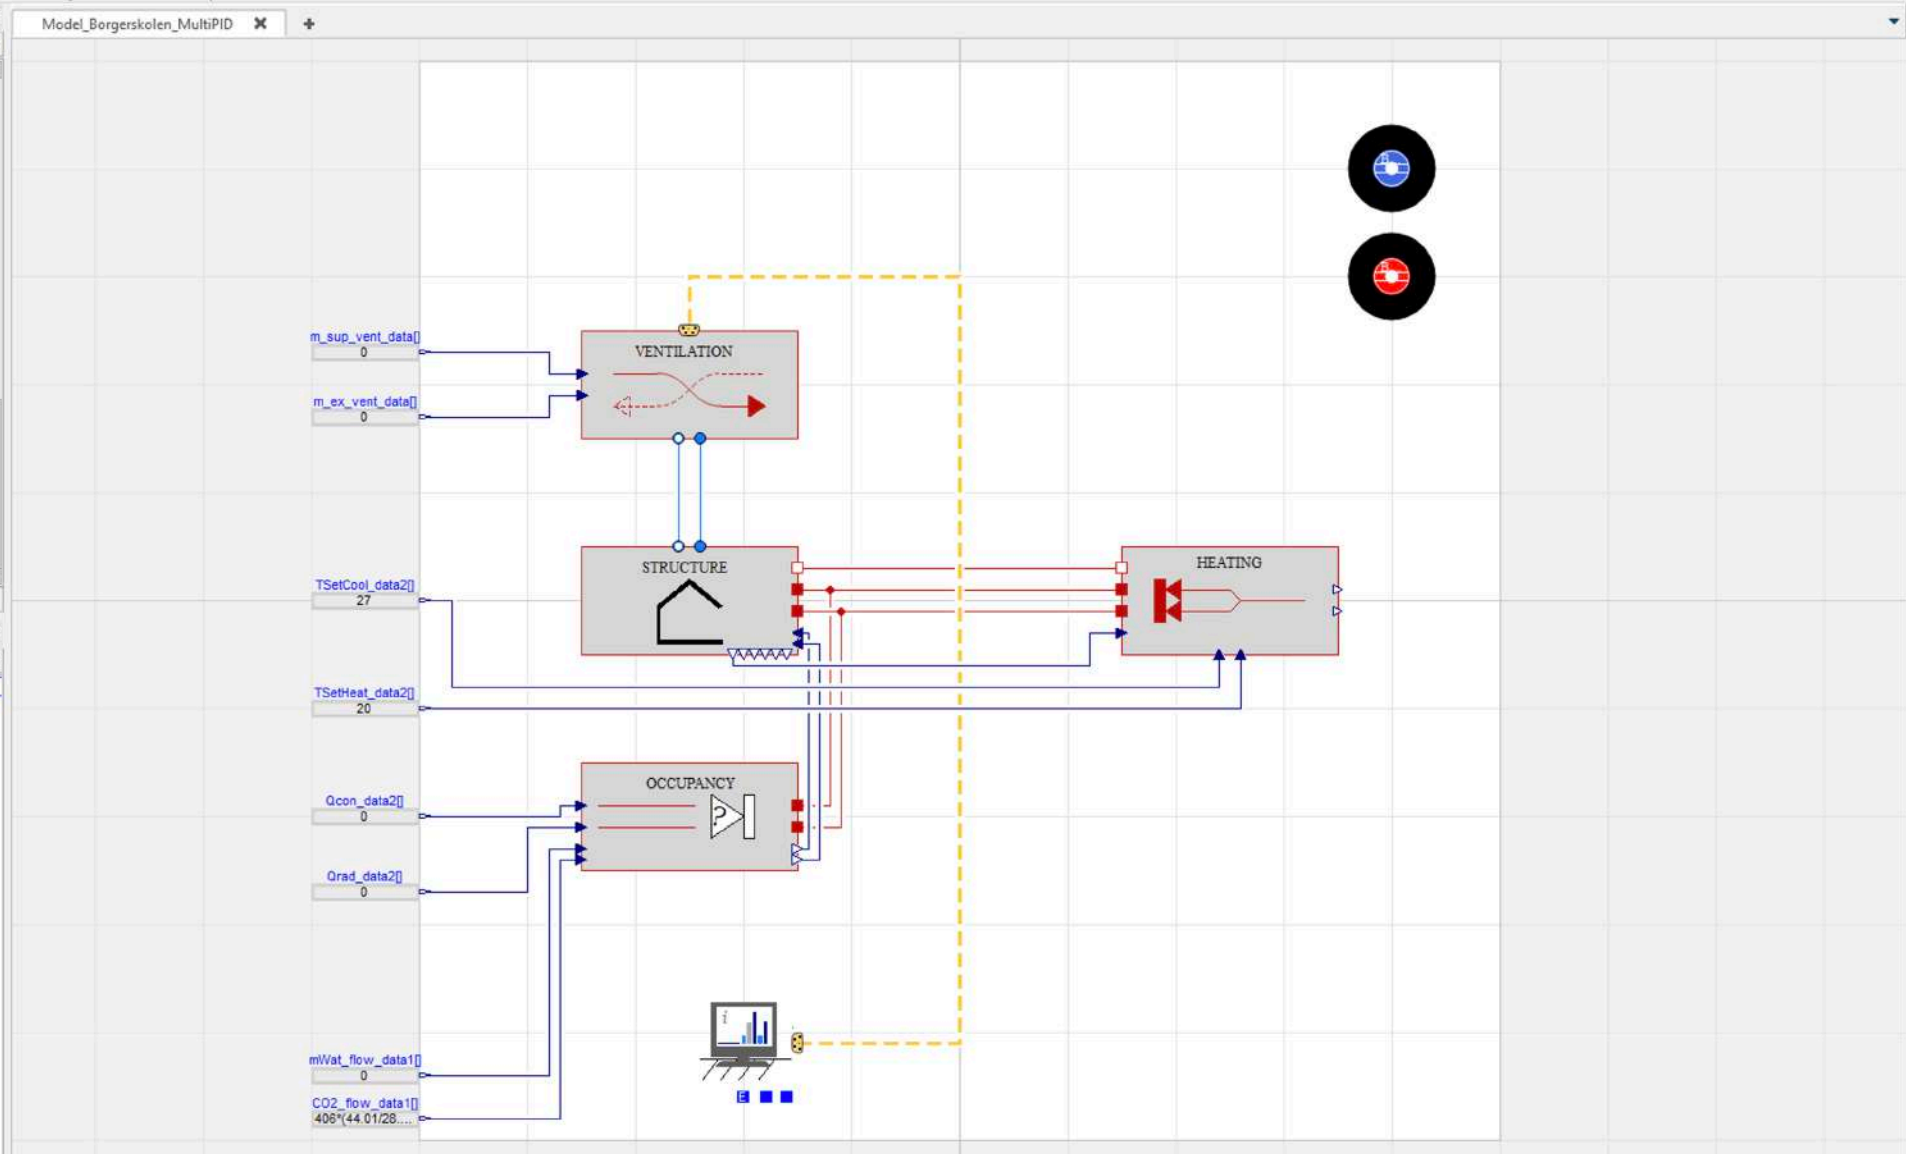 Model_Borgerskolen_MultiPID
m_sup_vent_data[]
0
VENTILATION
m_ex_vent_data[]
0
STRUCTURE
HEATING
TSetCool_data2[]
27
TSetHeat_data2[]
20
OCCUPANCY
?
Qcon_data2[]
0
Qrad_data2[]
0
i
mWat_flow_data1[]
0
E
CO2_flow_data1[]
406*(44.01/28....